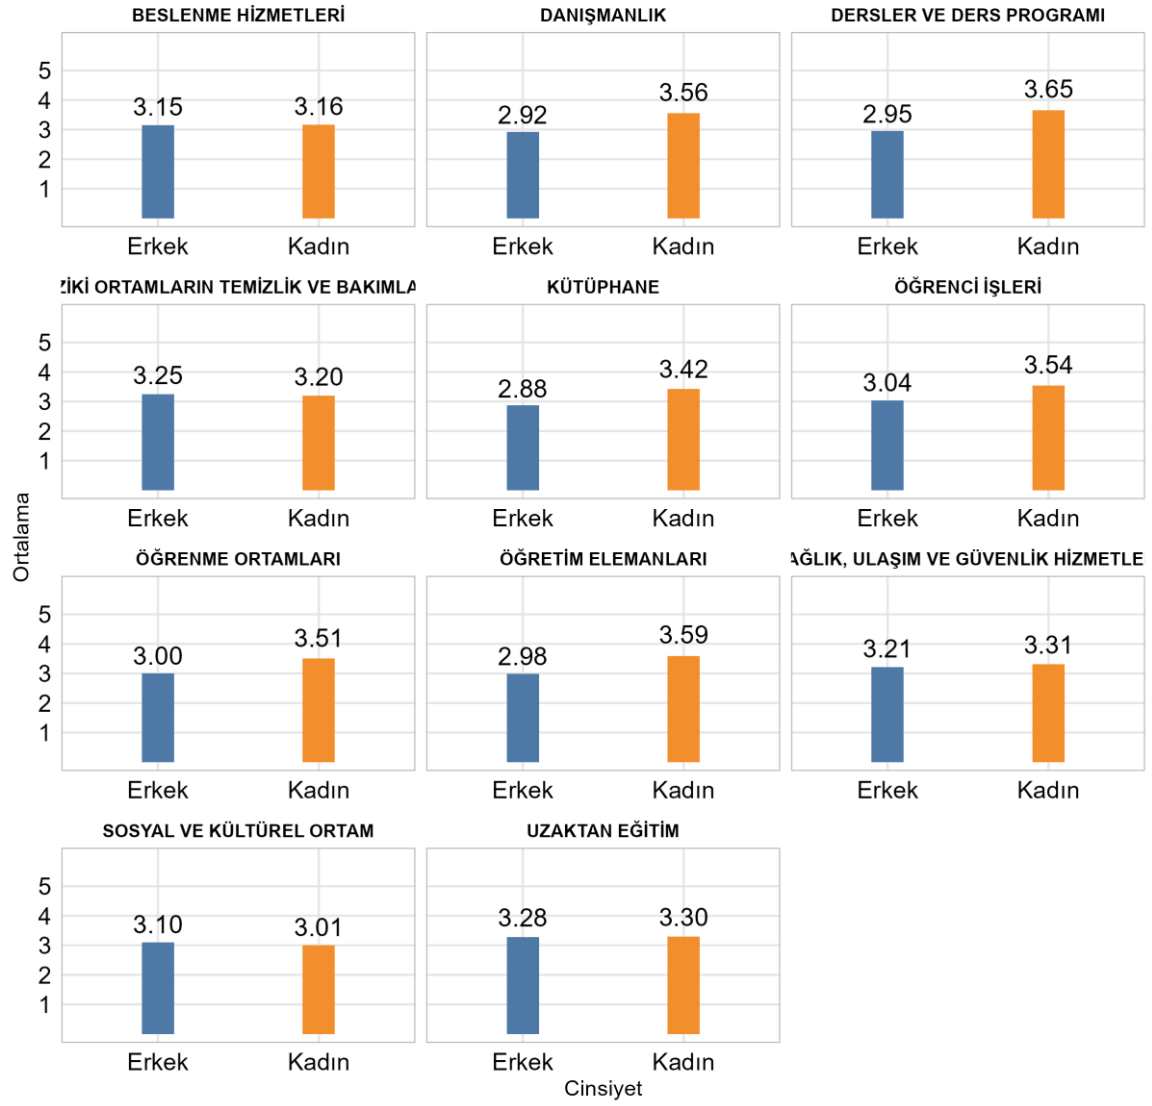 BESLENME HİZMETLERİ
DANIŞMANLIK
DERSLER VE DERS PROGRAMI
5
4
3
2
1
3.15
3.16
2.92
3.56
2.95
3.65
Erkek
Kadın
Erkek
Kadın
Erkek
Kadın
ZİKİ ORTAMLARIN TEMİZLİK VE BAKIMLA
KÜTÜPHANE
ÖĞRENCİ İŞLERİ
5
4
3
2
1
3.25
3.20
2.88
3.42
3.04
3.54
Erkek
Kadın
Erkek
Kadın
Erkek
Kadın
Ortalama
ÖĞRENME ORTAMLARI
ÖĞRETİM ELEMANLARI
AĞLIK, ULAŞIM VE GÜVENLİK HİZMETLE
5
4
3
2
1
3.00
3.51
2.98
3.59
3.21
3.31
Erkek
Kadın
Erkek
Kadın
Erkek
Kadın
SOSYAL VE KÜLTÜREL ORTAM
UZAKTAN EĞİTİM
5
4
3
2
1
3.10
3.01
3.28
3.30
Erkek
Kadın
Erkek
Kadın
Cinsiyet